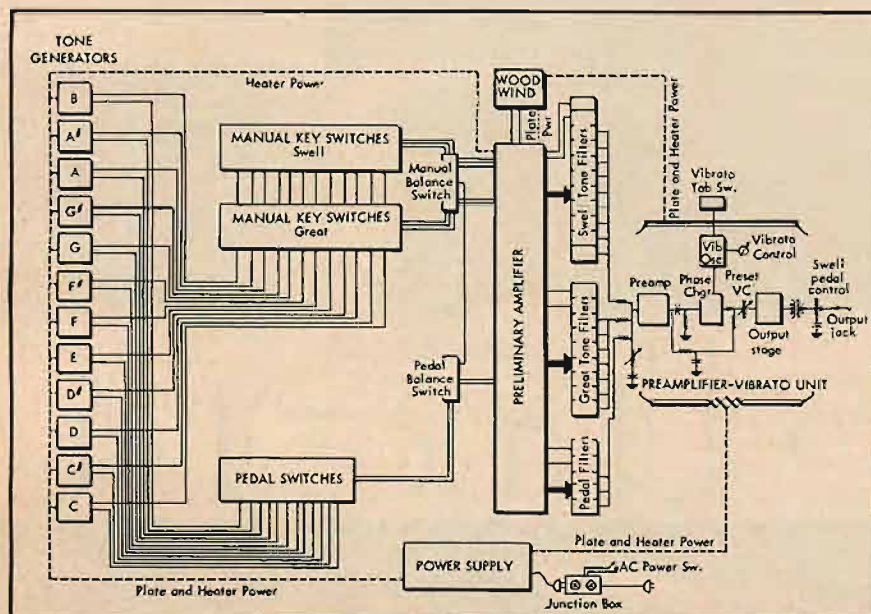 TONE
GENERATORS
B
A♯
A
G♯
G
F♯
F
E
D♯
D
C♯
C
Heater Power
MANUAL KEY SWITCHES
Swell
MANUAL KEY SWITCHES
Great
PEDAL SWITCHES
Manual
Balance
Switch
Pedal
Balance
Switch
WOOD
WIND
Plate
Pwr
PRELIMINARY AMPLIFIER
Swell Tone Filters
Great Tone Filters
Pedal Filters
Plate and Heater Power
Vibrato
Tab Sw.
Vib
Osc
Vibrato
Control
Preamp
Phase
Chgr
Preset
VC
Output
stage
Swell
pedal
control
Output
jack
PREAMPLIFIER-VIBRATO UNIT
Plate and Heater Power
POWER SUPPLY
AC Power Sw.
Junction Box
Plate and Heater Power